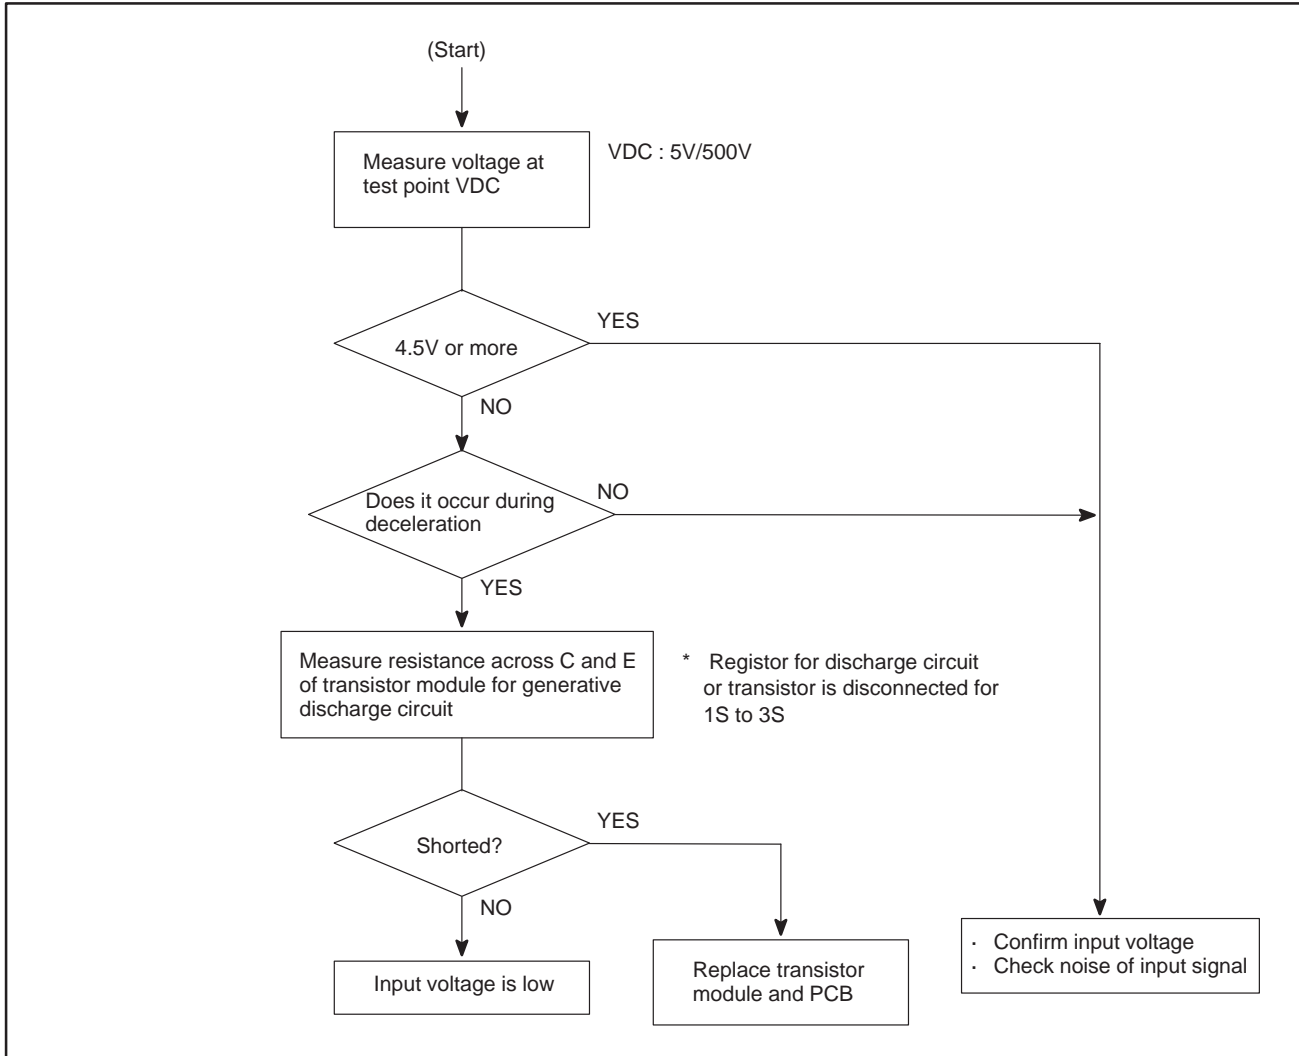 (Start)
Measure voltage at
test point VDC
VDC : 5V/500V
4.5V or more
YES
NO
Does it occur during
deceleration
NO
YES
Measure resistance across C and E
of transistor module for generative
discharge circuit
* Registor for discharge circuit
or transistor is disconnected for
1S to 3S
Shorted?
YES
NO
Input voltage is low
Replace transistor
module and PCB
· Confirm input voltage
· Check noise of input signal